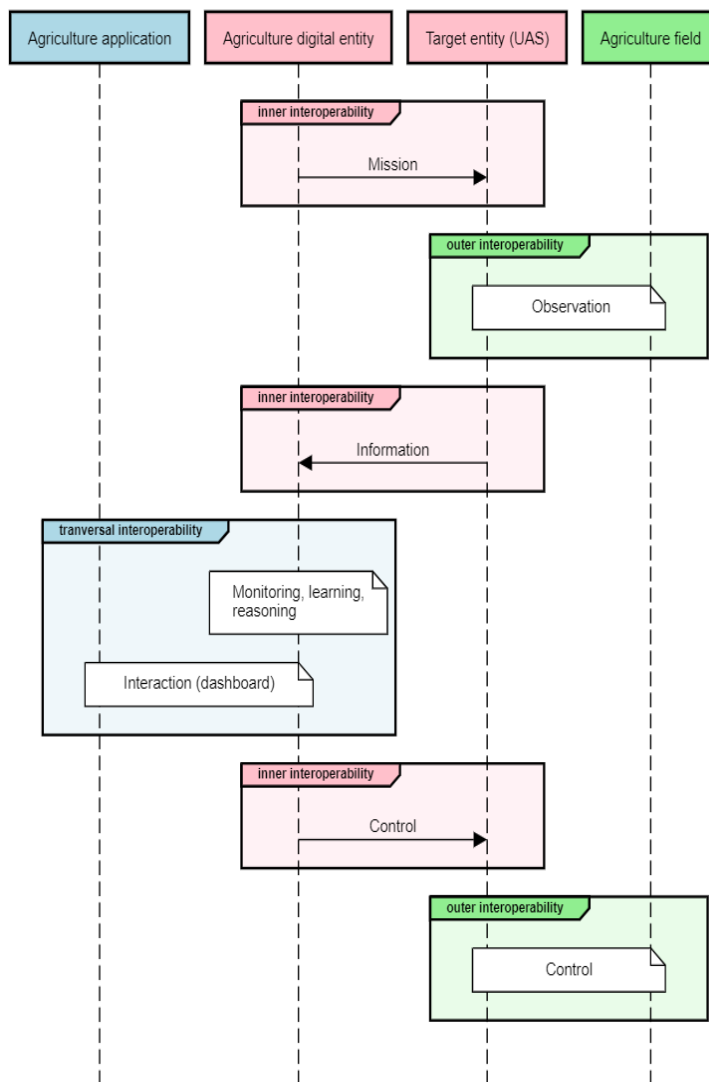 Agriculture application
Agriculture digital entity
Target entity (UAS)
Agriculture field
inner interoperability
Mission
outer interoperability
Observation
inner interoperability
Information
tranversal interoperability
Monitoring, learning,
reasoning
Interaction (dashboard)
inner interoperability
Control
outer interoperability
Control